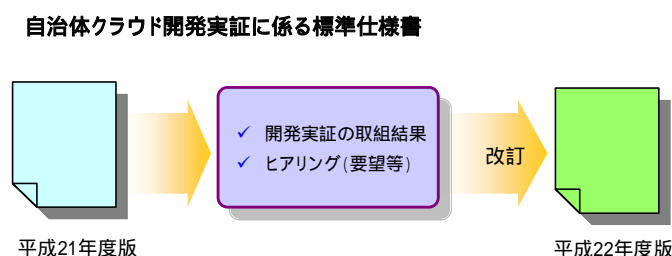 自治体クラウド開発実証に係る標準仕様書
✓ 開発実証の取組結果
✓ ヒアリング(要望等)
改訂
平成21年度版
平成22年度版